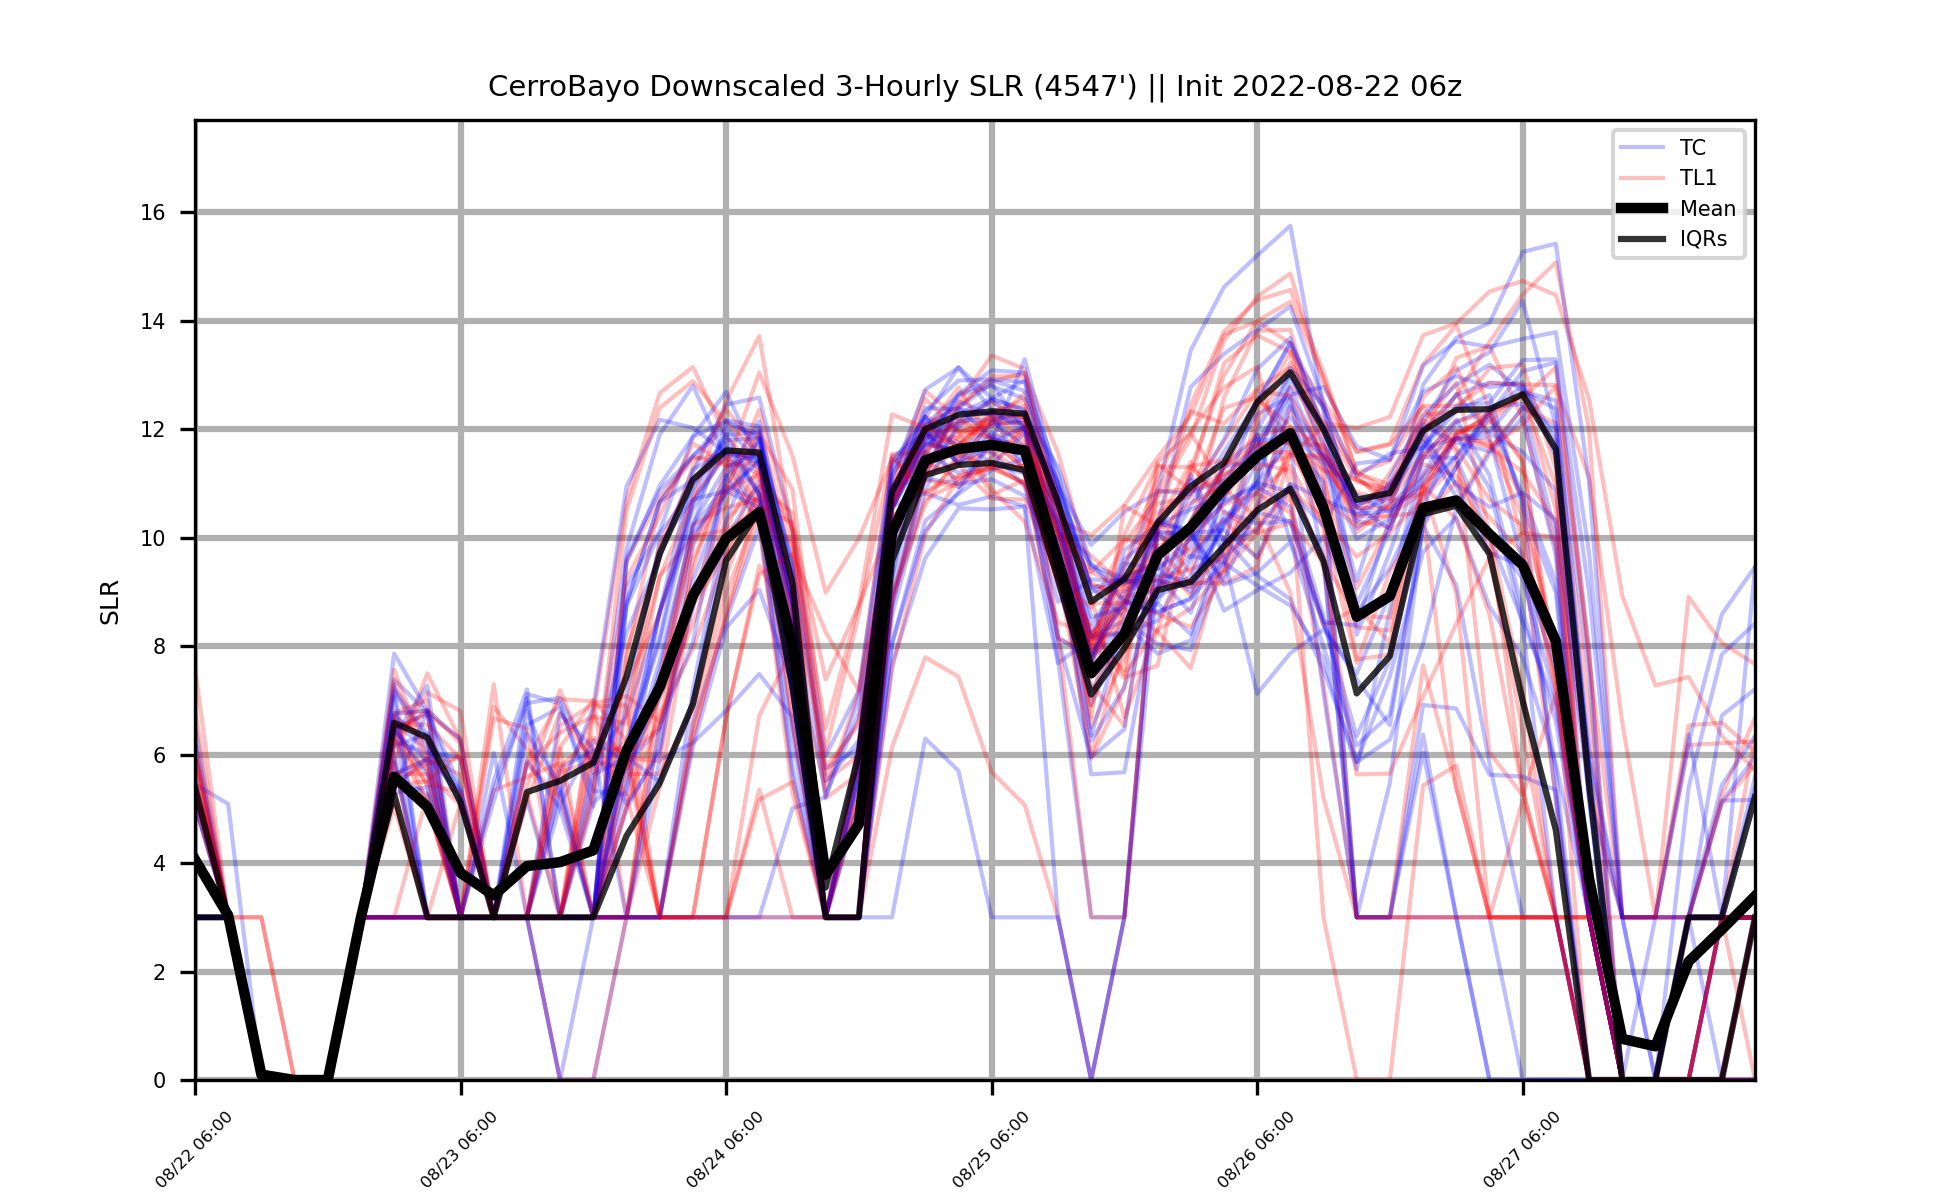 CerroBayo Downscaled 3-Hourly SLR (4547') || Init 2022-08-22 06z
TC
TL1
Mean
IQRs
SLR
16
14
12
10
8
6
4
2
0
08/22 06:00
08/23 06:00
08/24 06:00
08/25 06:00
08/26 06:00
08/27 06:00